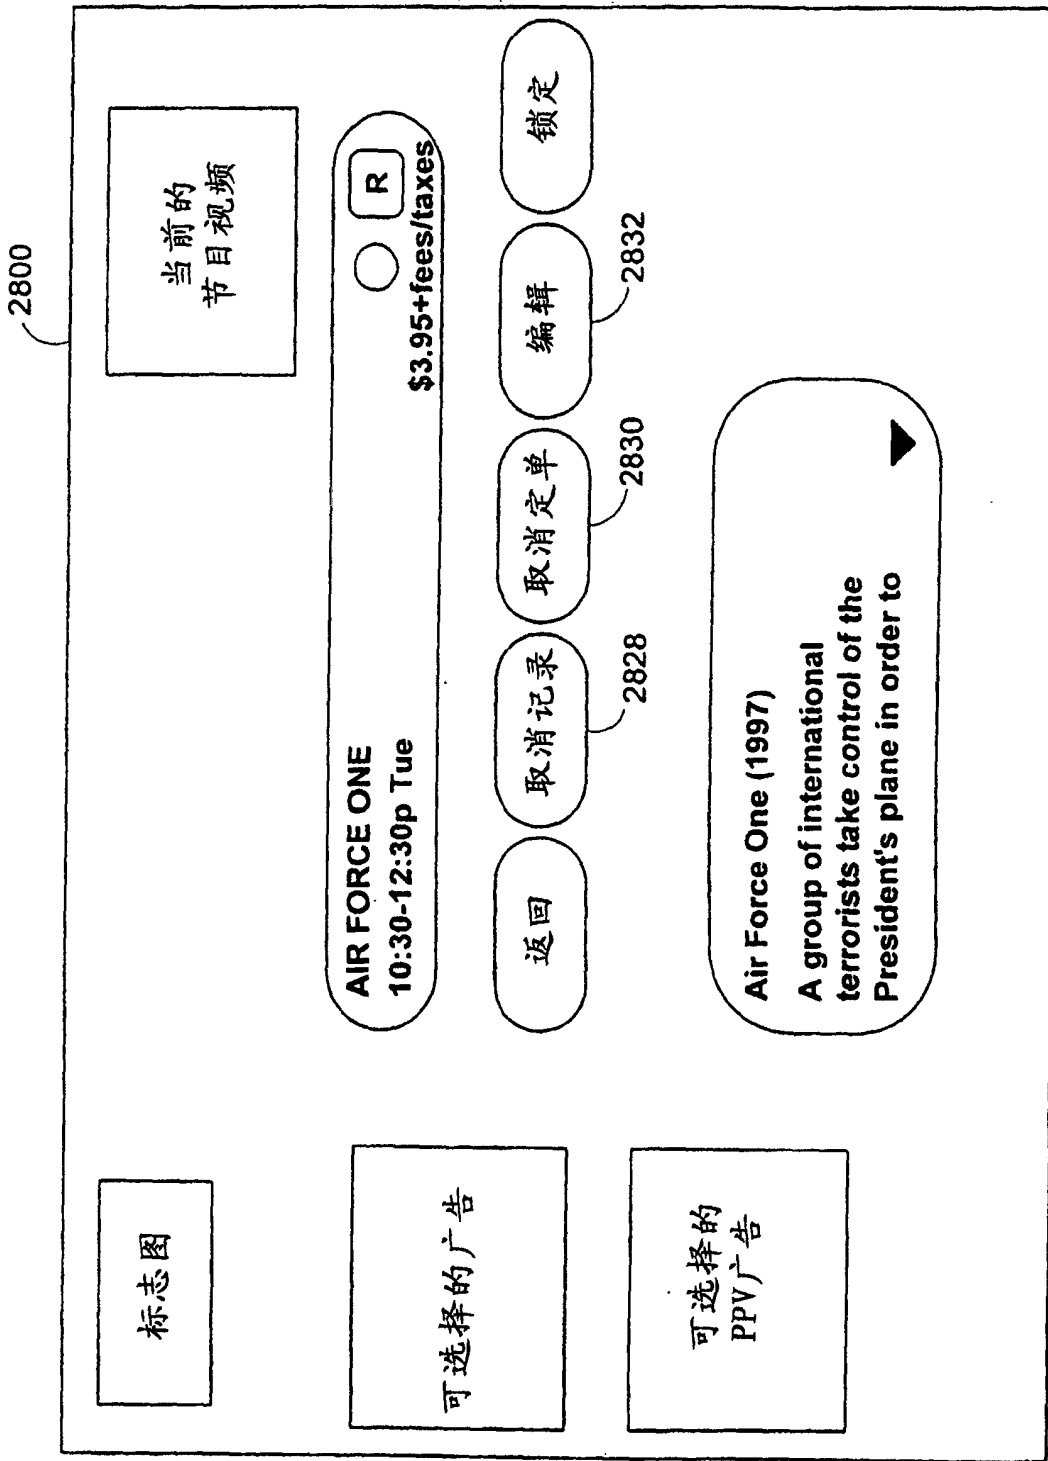 2800
标志图
当前的
节目视频
AIR FORCE ONE
10:30-12:30p Tue
R
$3.95+fees/taxes
返回
取消记录
取消定单
编辑
锁定
2828
2830
2832
可选择的广告
可选择的
PPV广告
Air Force One (1997)
A group of international
terrorists take control of the
President's plane in order to